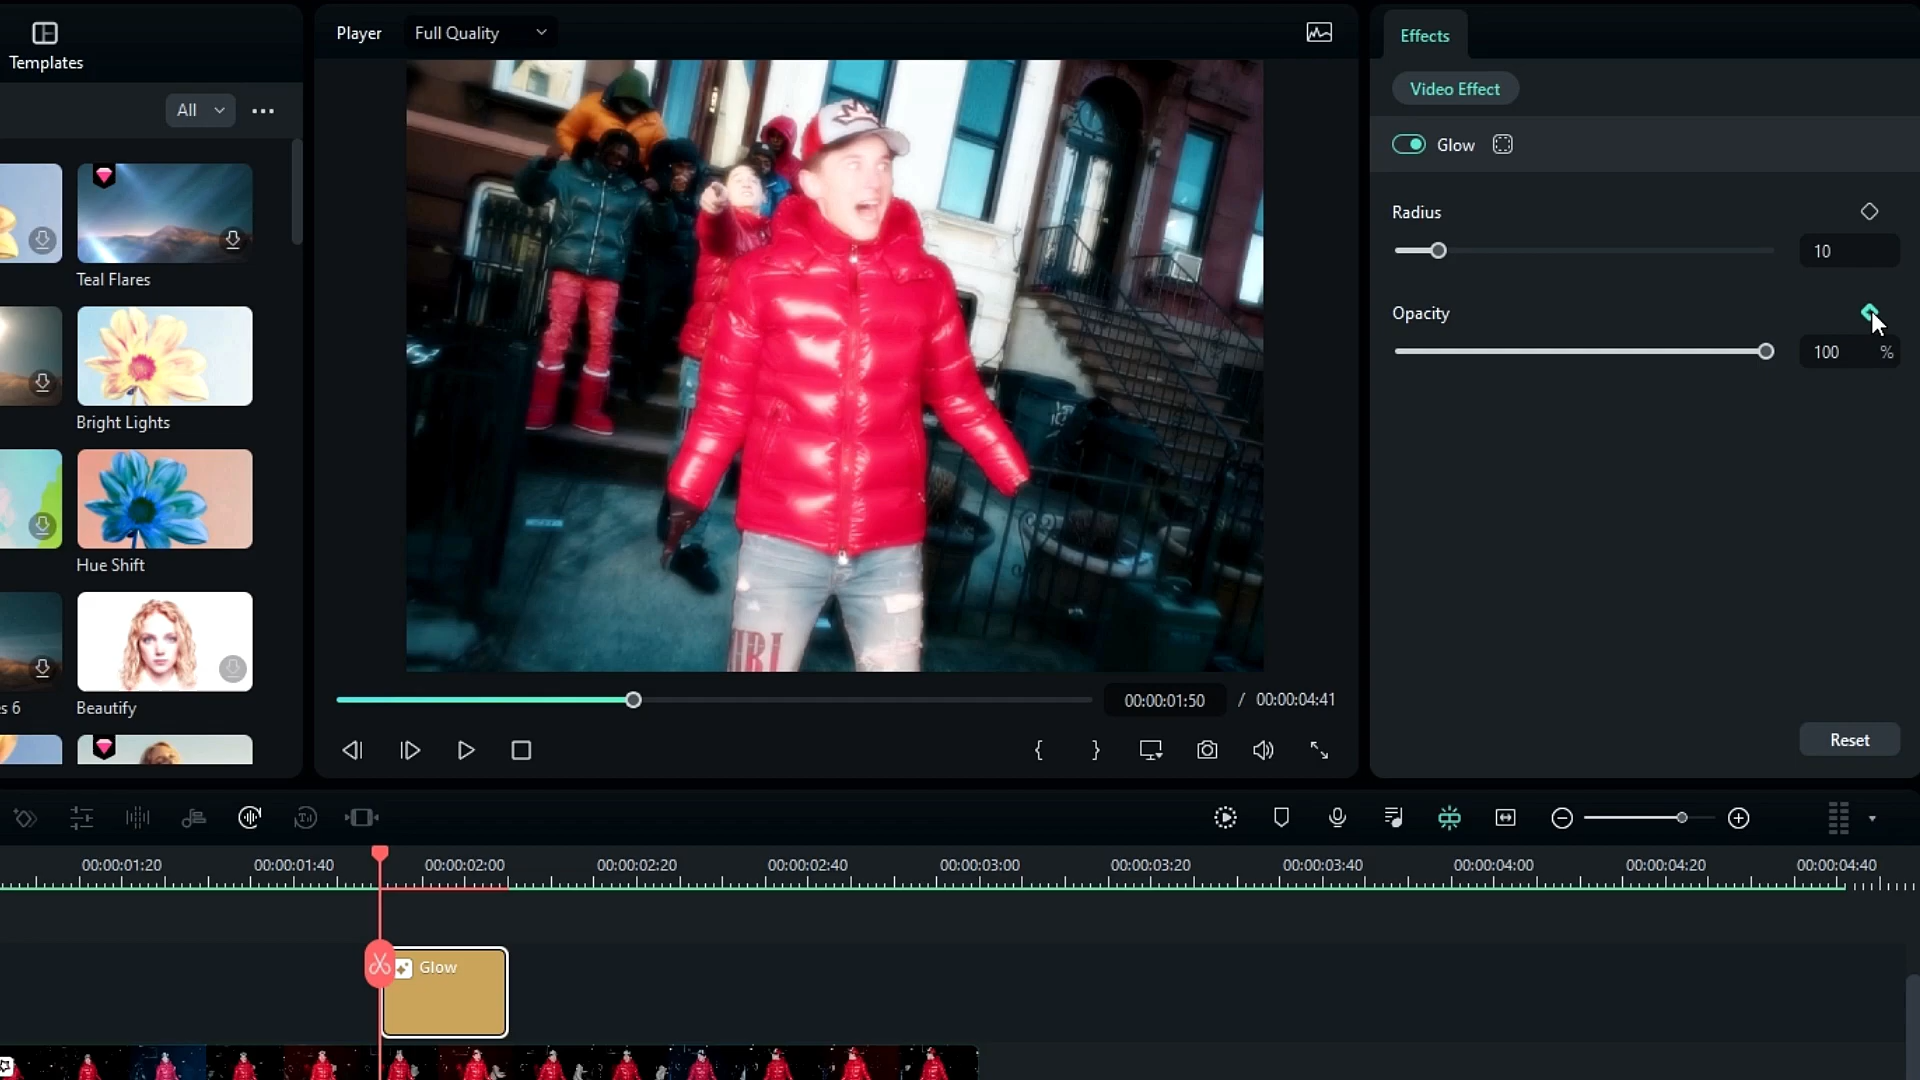 Templates
Player
Full Quality
Effects
Video Effect
All
Glow
Radius
10
Teal Flares
Opacity
100 %
Bright Lights
Hue Shift
s 6
Beautify
00:00:01:50 / 00:00:04:41
{ }
Reset
00:00:01:20
00:00:01:40
00:00:02:00
00:00:02:20
00:00:02:40
00:00:03:00
00:00:03:20
00:00:03:40
00:00:04:00
00:00:04:20
00:00:04:40
Glow